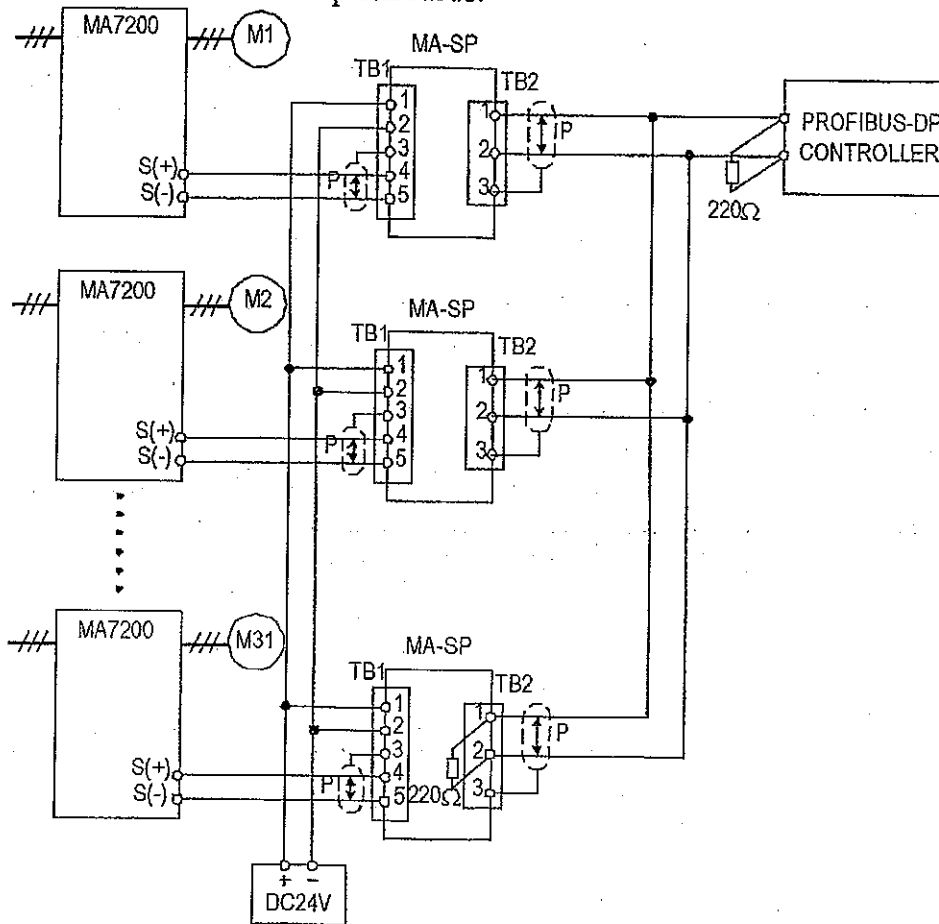 MA7200
M1
MA-SP
TB1
TB2
1
2
3
4
5
S(+)
S(-)
P
1
2
3
P
PROFIBUS-DP
CONTROLLER
220Ω
MA7200
M2
MA-SP
TB1
TB2
1
2
3
4
5
S(+)
S(-)
P
1
2
3
P
MA7200
M31
MA-SP
TB1
TB2
1
2
3
4
5
S(+)
S(-)
P
220Ω
1
2
3
P
+ −
DC24V